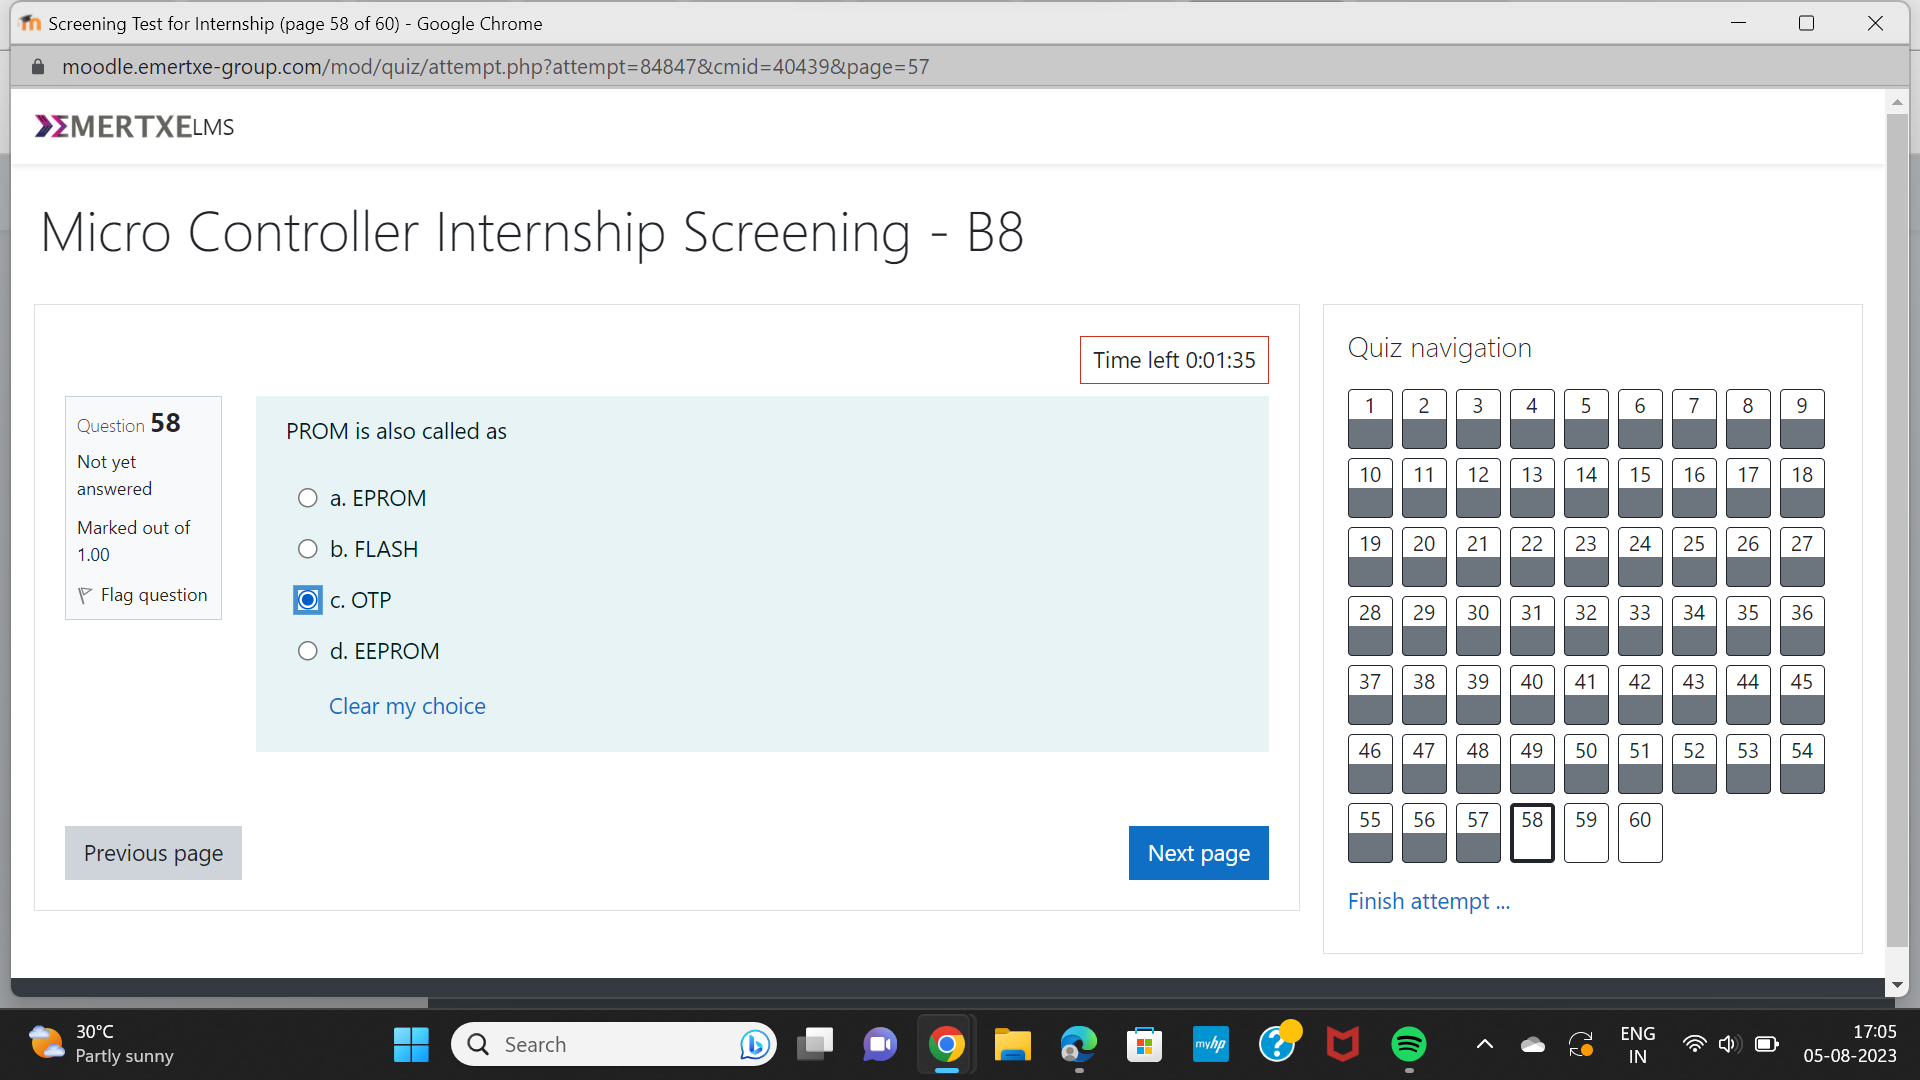 Screening Test for Internship (page 58 of 60) - Google Chrome
moodle.emertxe-group.com/mod/quiz/attempt.php?attempt=84847&cmid=40439&page=57
EMERTXE LMS
Micro Controller Internship Screening - B8
Time left 0:01:35
Question 58
Not yet
answered
Marked out of
1.00
Flag question
PROM is also called as
a. EPROM
b. FLASH
c. OTP
d. EEPROM
Clear my choice
Previous page
Next page
Quiz navigation
1 2 3 4 5 6 7 8 9
10 11 12 13 14 15 16 17 18
19 20 21 22 23 24 25 26 27
28 29 30 31 32 33 34 35 36
37 38 39 40 41 42 43 44 45
46 47 48 49 50 51 52 53 54
55 56 57 58 59 60
Finish attempt ...
30°C
Partly sunny
Search
myhp
ENG
IN
17:05
05-08-2023